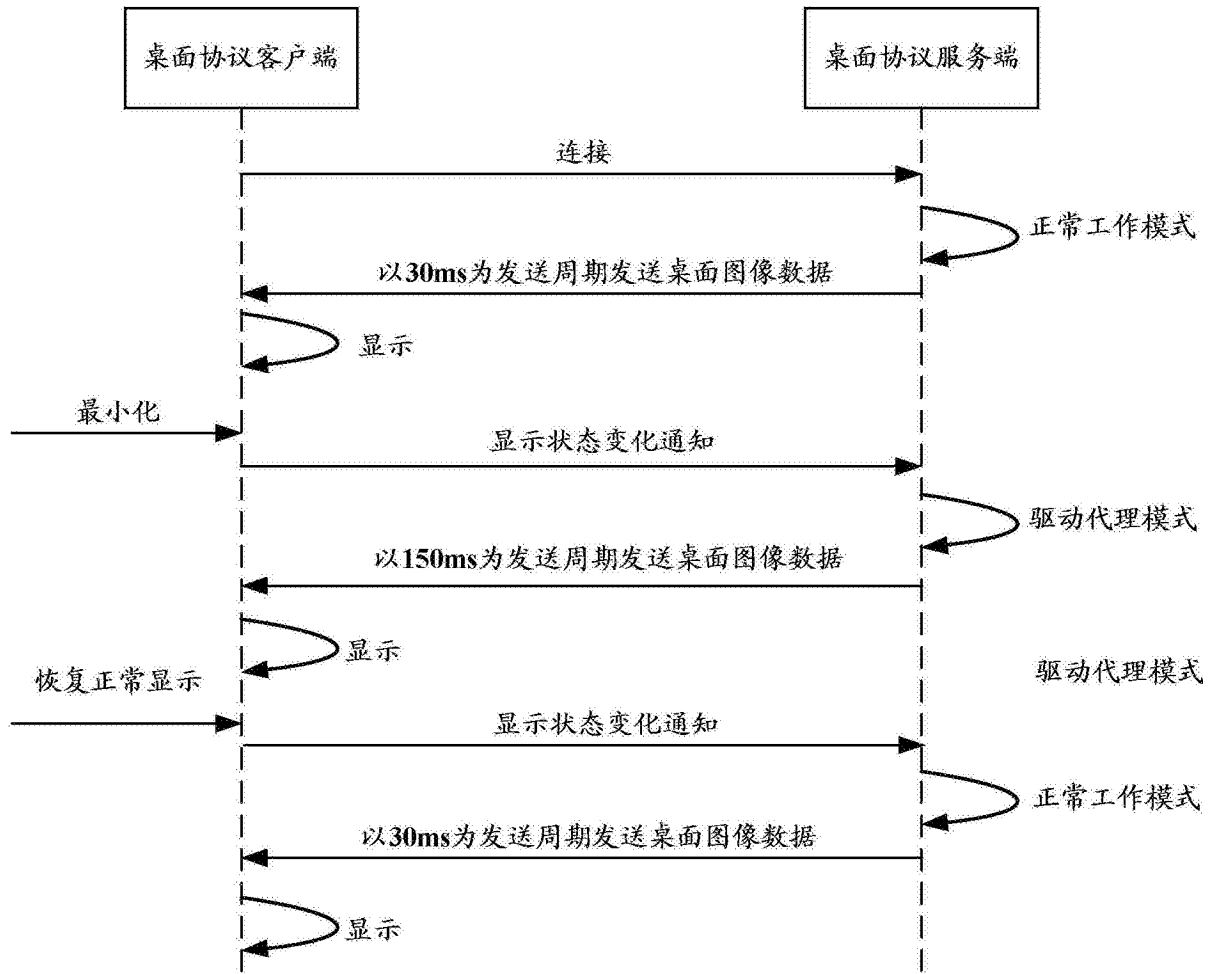 桌面协议客户端
桌面协议服务端
连接
正常工作模式
以30ms为发送周期发送桌面图像数据
显示
最小化
显示状态变化通知
驱动代理模式
以150ms为发送周期发送桌面图像数据
显示
恢复正常显示
驱动代理模式
显示状态变化通知
正常工作模式
以30ms为发送周期发送桌面图像数据
显示